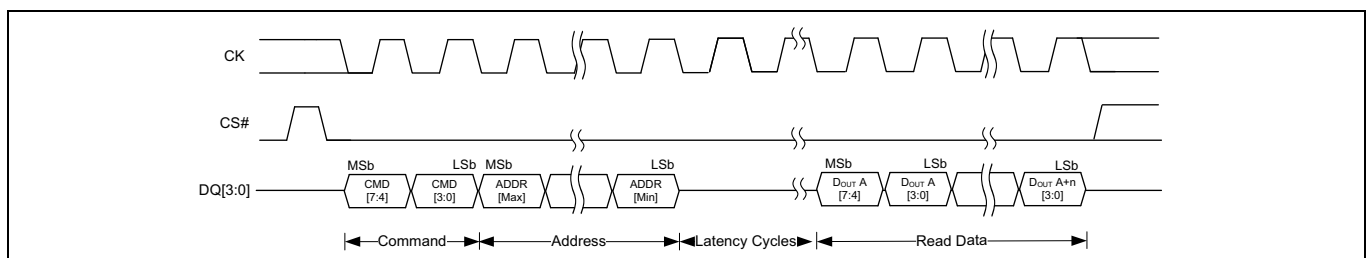 CK
CS#
MSb LSb MSb LSb MSb LSb LSb
DQ[3:0] CMD [7:4] CMD [3:0] ADDR [Max] ADDR [Min] DOUT A [7:4] DOUT A [3:0] DOUT A+n [3:0]
Command Address Latency Cycles Read Data